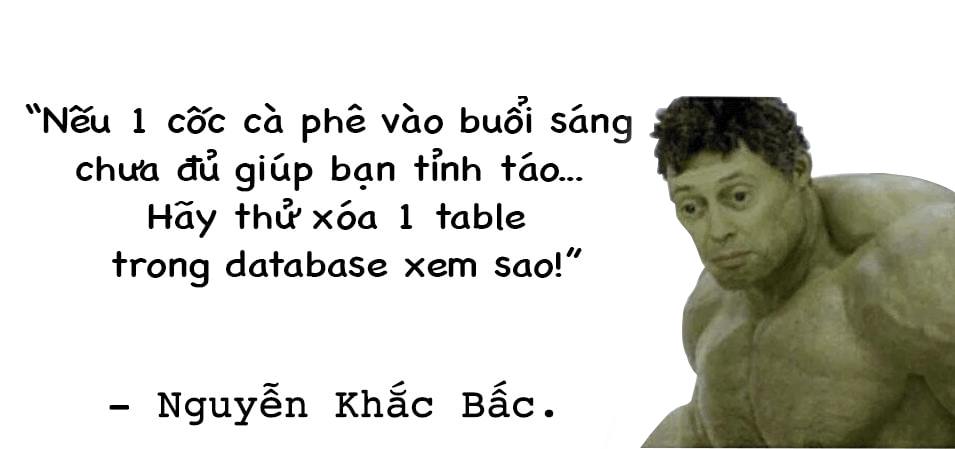 “Nếu 1 cốc cà phê vào buổi sáng
chưa đủ giúp bạn tỉnh táo...
Hãy thử xóa 1 table
trong database xem sao!”
- Nguyễn Khắc Bấc.